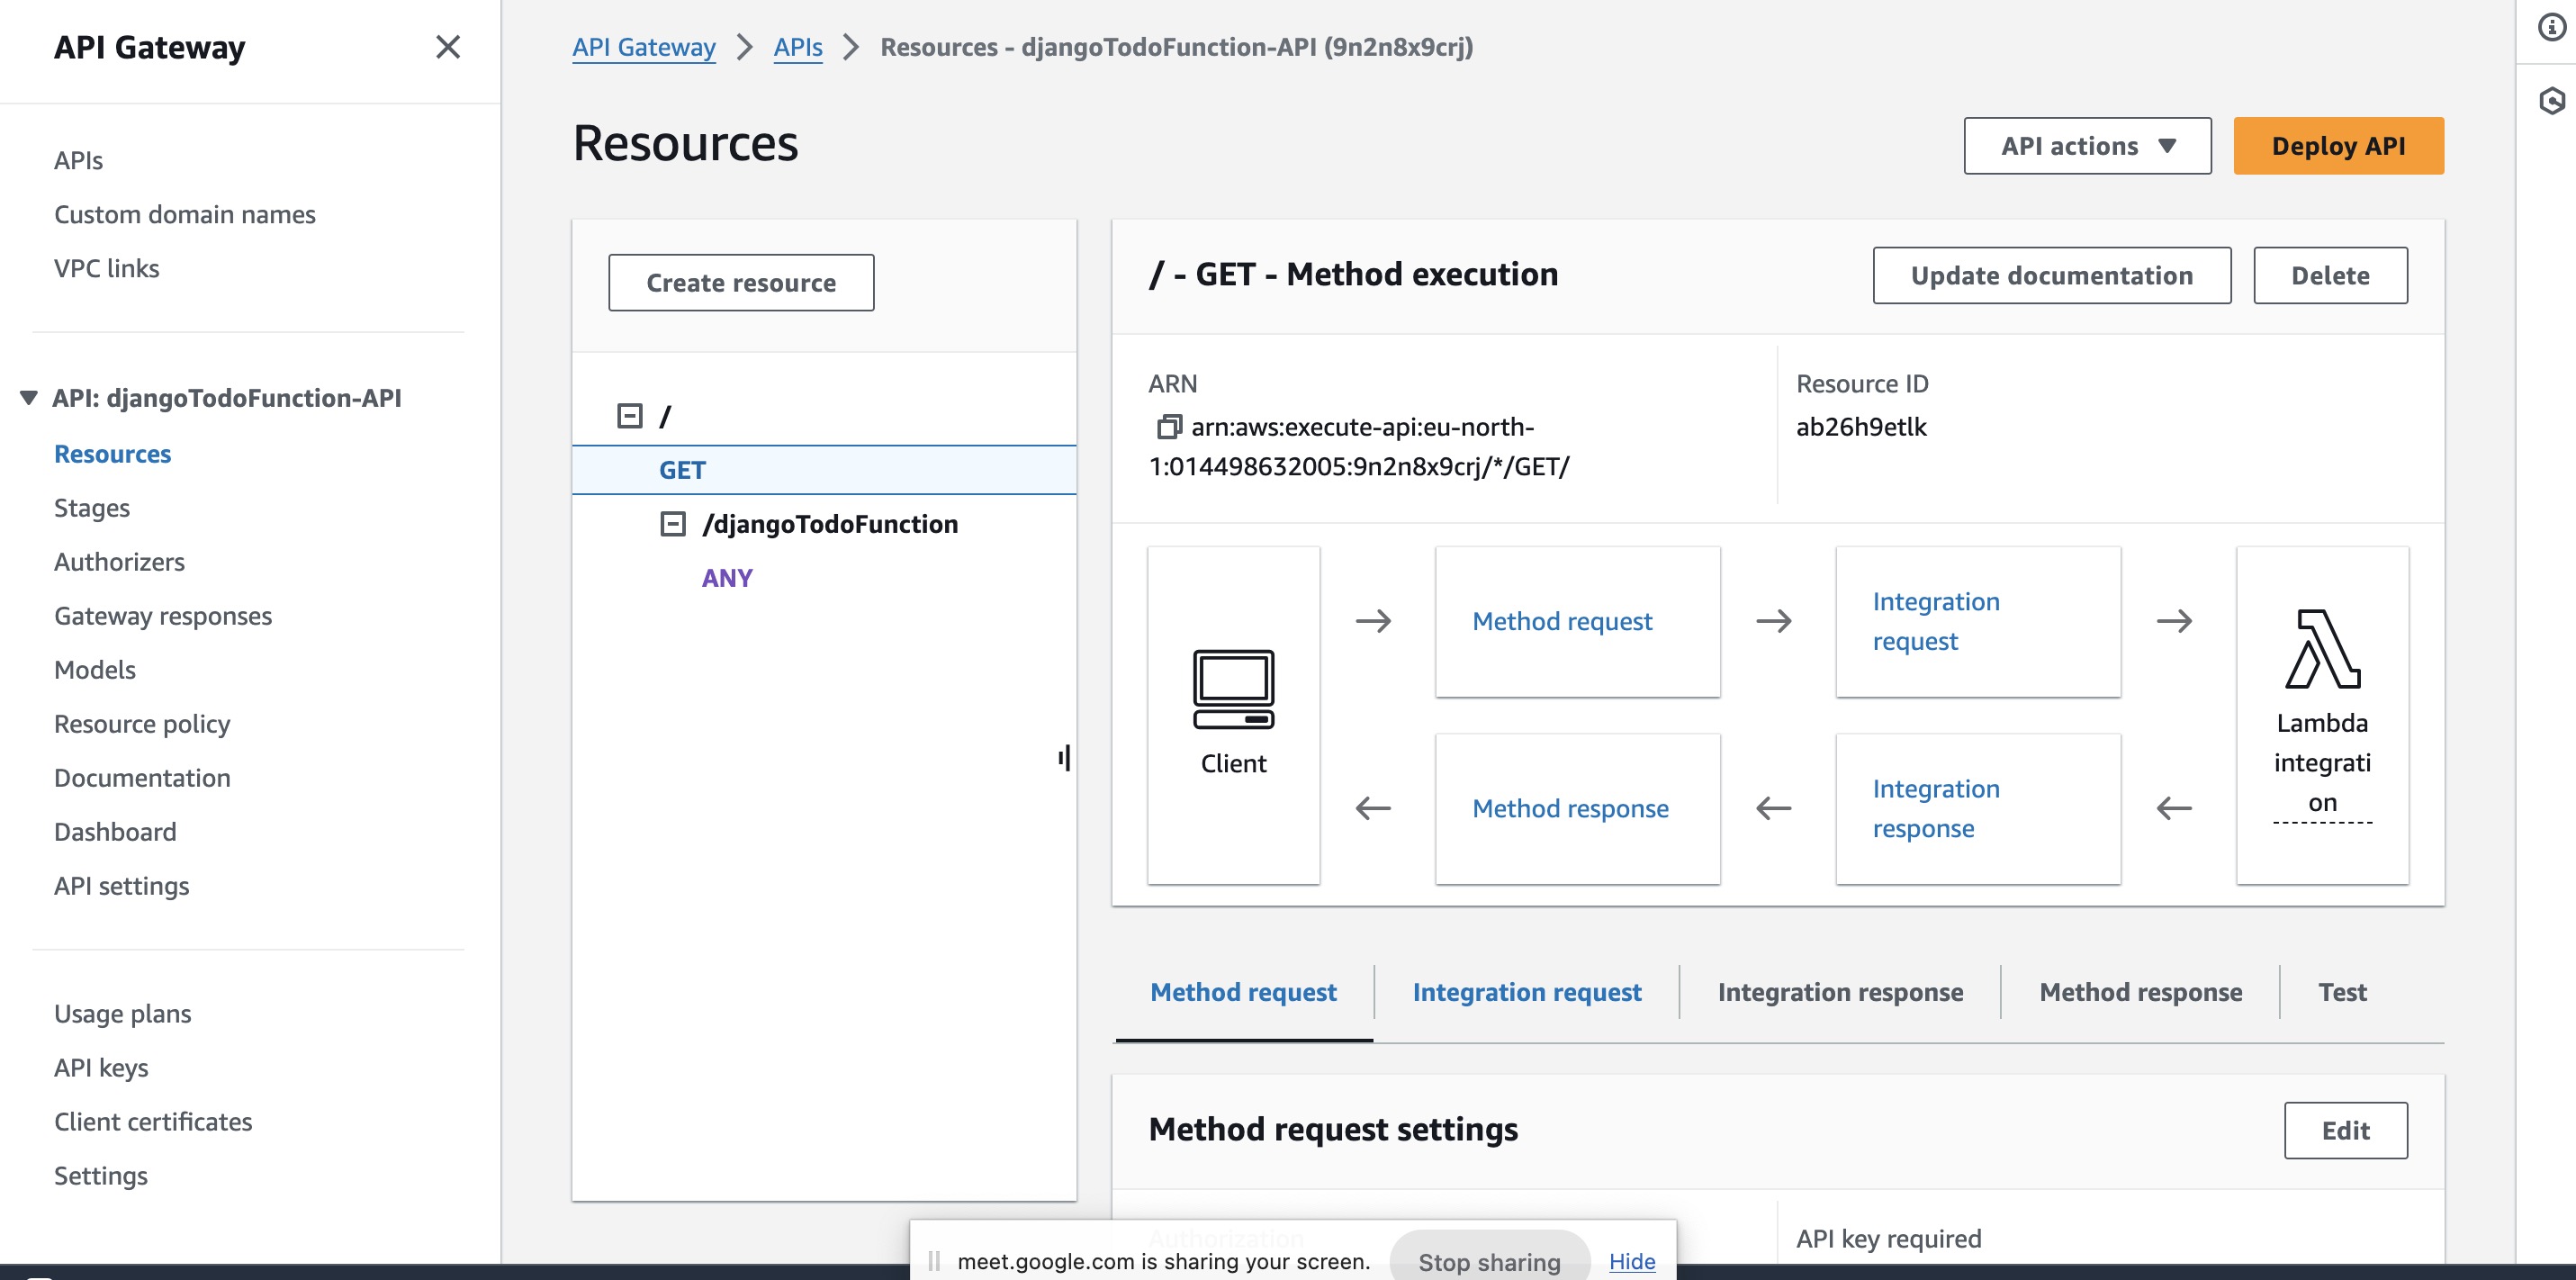 API Gateway
APIs
Custom domain names
VPC links
API: djangoTodoFunction-API
Resources
Stages
Authorizers
Gateway responses
Models
Resource policy
Documentation
Dashboard
API settings
Usage plans
API keys
Client certificates
Settings
API Gateway > APIs > Resources - djangoTodoFunction-API (9n2n8x9crj)
Resources
API actions
Deploy API
Create resource
/
GET
/djangoTodoFunction
ANY
/ - GET - Method execution
Update documentation
Delete
ARN
arn:aws:execute-api:eu-north-
1:014498632005:9n2n8x9crj/*/GET/
Resource ID
ab26h9etlk
Client
Method request
Integration
request
Lambda
integrati
on
Method response
Integration
response
Method request
Integration request
Integration response
Method response
Test
Method request settings
Edit
Authorization
API key required
meet.google.com is sharing your screen.
Stop sharing
Hide